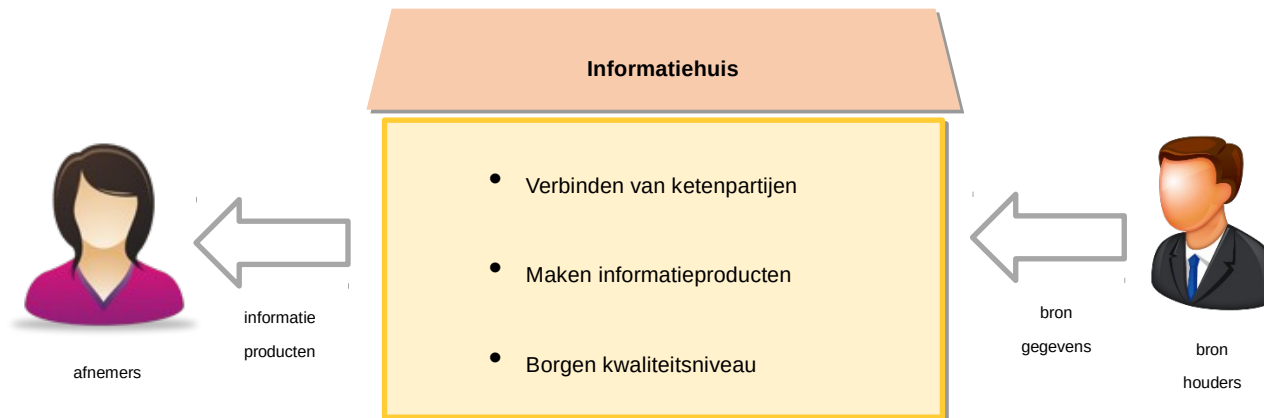 Informatiehuis
Verbinden van ketenpartijen
Maken informatieproducten
Borgen kwaliteitsniveau
informatie
producten
afnemers
bron
gegevens
bron
houders